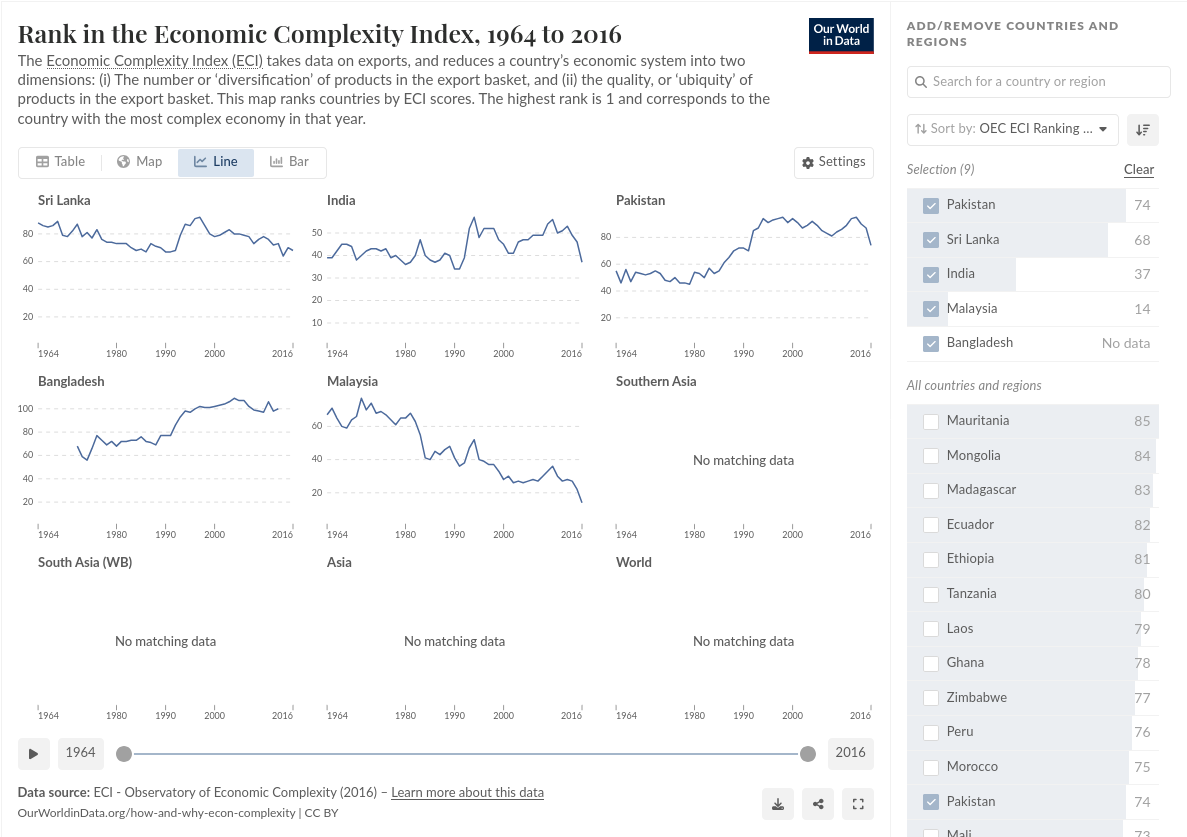 Rank in the Economic Complexity Index, 1964 to 2016
Our World
in Data
The Economic Complexity Index (ECI) takes data on exports, and reduces a country's economic system into two
dimensions: (i) The number or 'diversification' of products in the export basket, and (ii) the quality, or 'ubiquity' of
products in the export basket. This map ranks countries by ECI scores. The highest rank is 1 and corresponds to the
country with the most complex economy in that year.
Table Map Line Bar
Settings
Sri Lanka
80
60
40
20
1964 1980 1990 2000 2016
India
50
40
30
20
10
1964 1980 1990 2000 2016
Pakistan
80
60
40
20
1964 1980 1990 2000 2016
Bangladesh
100
80
60
40
20
1964 1980 1990 2000 2016
Malaysia
60
40
20
1964 1980 1990 2000 2016
Southern Asia
No matching data
1964 1980 1990 2000 2016
South Asia (WB)
No matching data
1964 1980 1990 2000 2016
Asia
No matching data
1964 1980 1990 2000 2016
World
No matching data
1964 1980 1990 2000 2016
1964
2016
Data source: ECI - Observatory of Economic Complexity (2016) – Learn more about this data
OurWorldinData.org/how-and-why-econ-complexity | CC BY
ADD/REMOVE COUNTRIES AND
REGIONS
Search for a country or region
Sort by: OEC ECI Ranking ...
Selection (9) Clear
Pakistan 74
Sri Lanka 68
India 37
Malaysia 14
Bangladesh No data
All countries and regions
Mauritania 85
Mongolia 84
Madagascar 83
Ecuador 82
Ethiopia 81
Tanzania 80
Laos 79
Ghana 78
Zimbabwe 77
Peru 76
Morocco 75
Pakistan 74
Mali 73